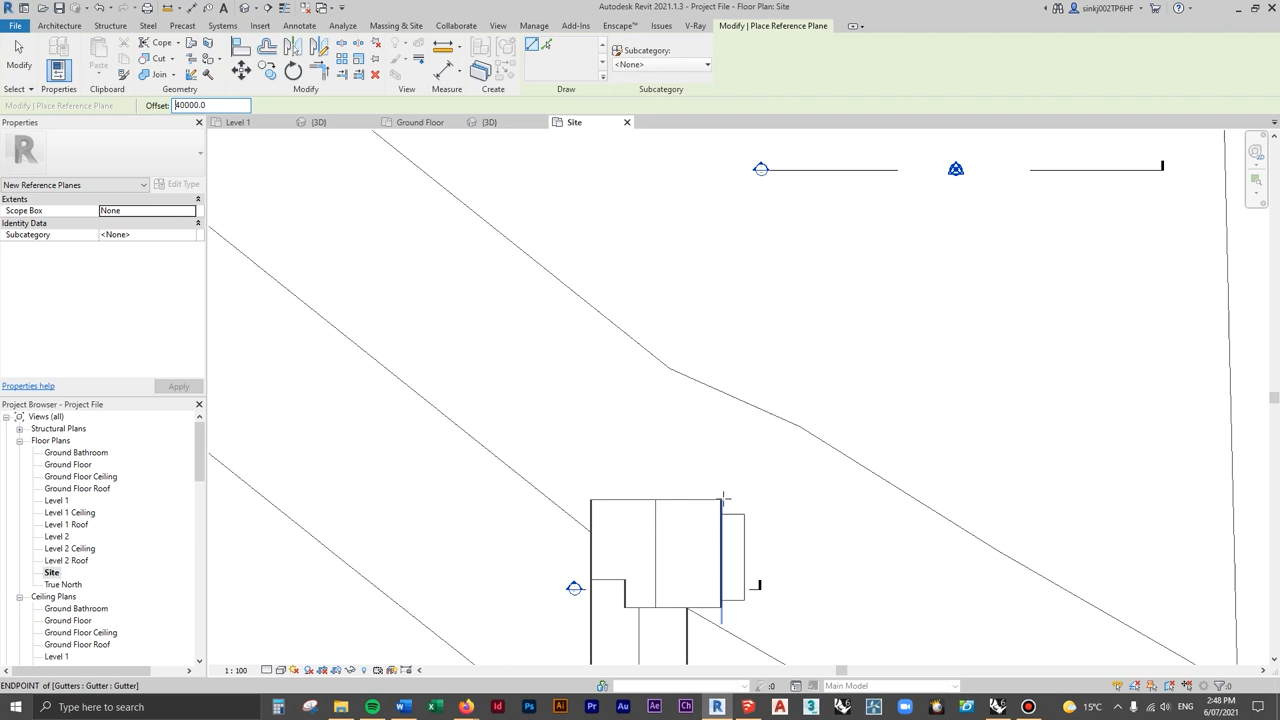 Autodesk Revit 2021.1.3 - Project File - Floor Plan: Site
sinkj002TP6HF
File Architecture Structure Steel Precast Systems Insert Annotate Analyze Massing & Site Collaborate View Manage Add-Ins Enscape™ Issues V-Ray Modify | Place Reference Plane
Modify
Paste
Cope
Cut
Join
Subcategory:
<None>
Select Properties Clipboard Geometry Modify View Measure Create Draw Subcategory
Modify | Place Reference Plane Offset: 40000.0
Properties
Level 1 {3D} Ground Floor {3D} Site
New Reference Planes Edit Type
Extents
Scope Box None
Identity Data
Subcategory <None>
Properties help Apply
Project Browser - Project File
Views (all)
Structural Plans
Floor Plans
Ground Bathroom
Ground Floor
Ground Floor Ceiling
Ground Floor Roof
Level 1
Level 1 Ceiling
Level 1 Roof
Level 2
Level 2 Ceiling
Level 2 Roof
Site
True North
Ceiling Plans
Ground Bathroom
Ground Floor
Ground Floor Ceiling
Ground Floor Roof
Level 1
1 : 100
ENDPOINT of [Gutters : Gutter : Gutter]
:0 Main Model :0
Type here to search
15°C ENG 2:48 PM
6/07/2021